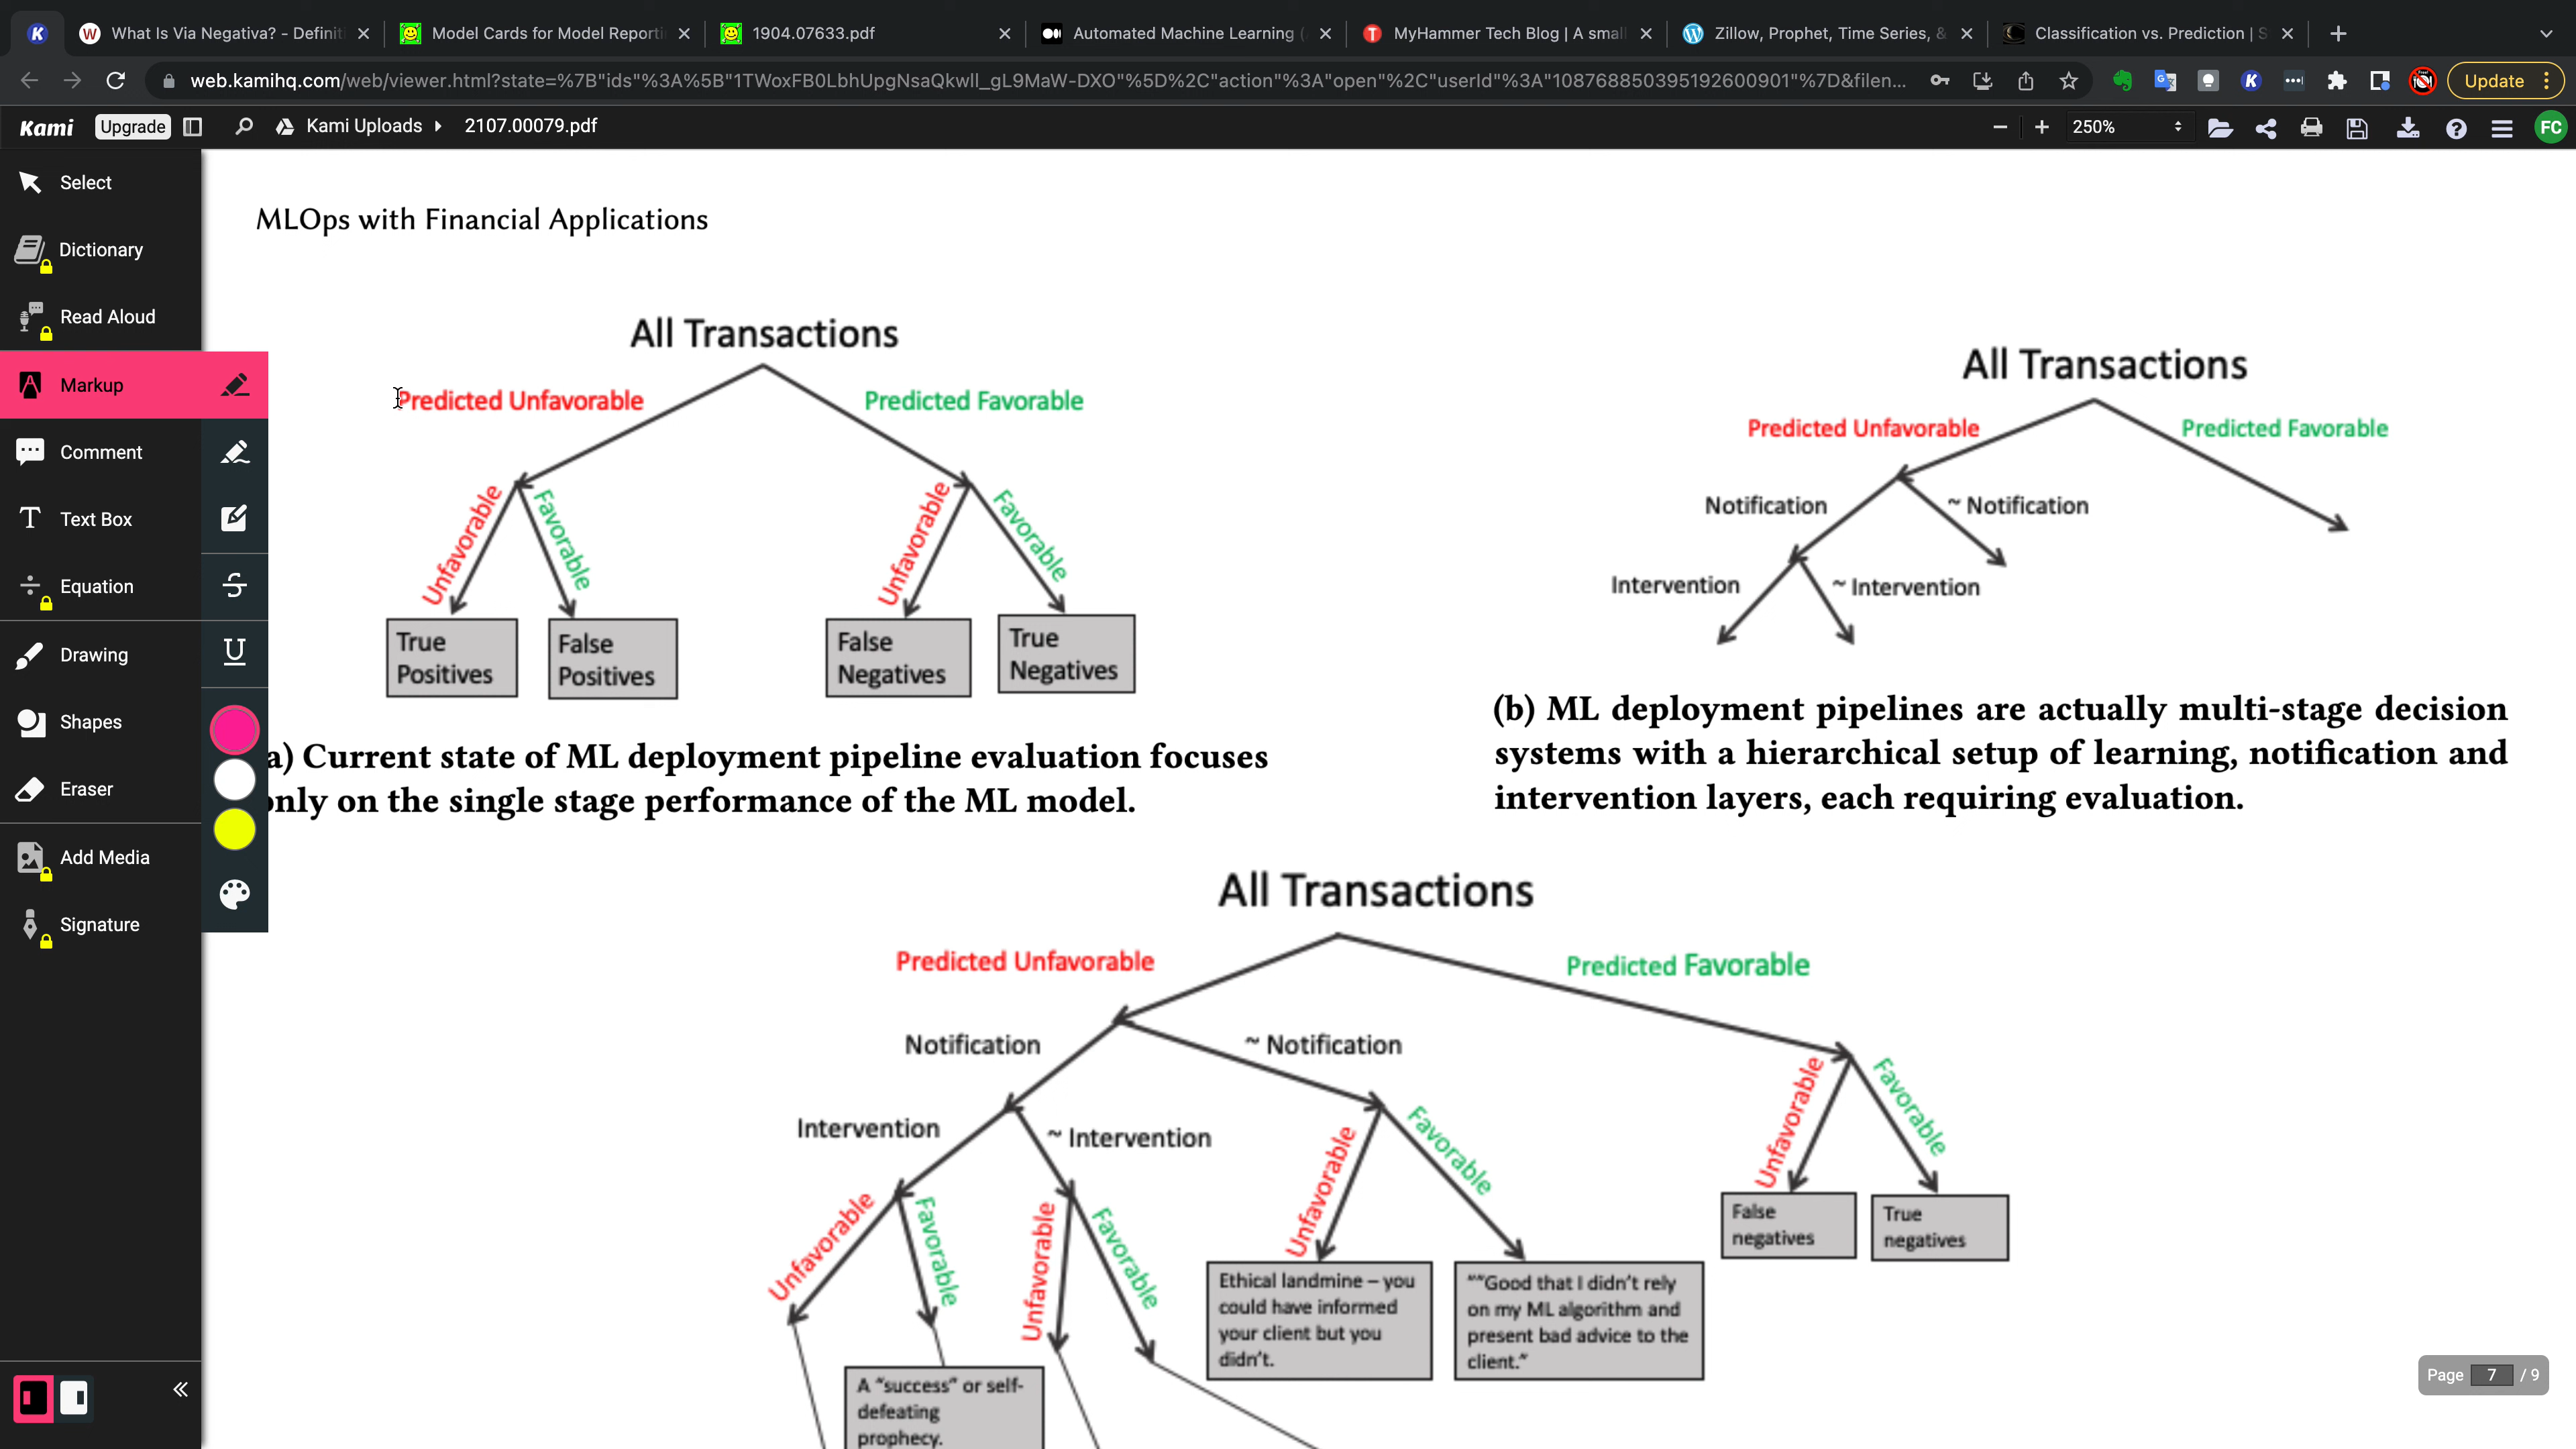 What Is Via Negativa? - Definiti
Model Cards for Model Reporti
1904.07633.pdf
Automated Machine Learning (
MyHammer Tech Blog | A small
Zillow, Prophet, Time Series, &
Classification vs. Prediction | S
web.kamihq.com/web/viewer.html?state=%7B"ids"%3A%5B"1TWoxFB0LbhUpgNsaQkwll_gL9MaW-DXO"%5D%2C"action"%3A"open"%2C"userId"%3A"108768850395192600901"%7D&filen...
Update
Kami
Upgrade
Kami Uploads
2107.00079.pdf
250%
FC
Select
Dictionary
Read Aloud
Markup
Comment
Text Box
Equation
Drawing
Shapes
Eraser
Add Media
Signature
MLOps with Financial Applications
All Transactions
Predicted Unfavorable
Predicted Favorable
Unfavorable
Favorable
Unfavorable
Favorable
True
Positives
False
Positives
False
Negatives
True
Negatives
a) Current state of ML deployment pipeline evaluation focuses
only on the single stage performance of the ML model.
All Transactions
Predicted Unfavorable
Predicted Favorable
Notification
~ Notification
Intervention
~ Intervention
(b) ML deployment pipelines are actually multi-stage decision
systems with a hierarchical setup of learning, notification and
intervention layers, each requiring evaluation.
All Transactions
Predicted Unfavorable
Predicted Favorable
Notification
~ Notification
Intervention
~ Intervention
Unfavorable
Favorable
Unfavorable
Favorable
Unfavorable
Favorable
Unfavorable
Favorable
False
negatives
True
negatives
Ethical landmine – you
could have informed
your client but you
didn't.
""Good that I didn't rely
on my ML algorithm and
present bad advice to the
client."
A "success" or self-
defeating
prophecy.
Page 7 / 9